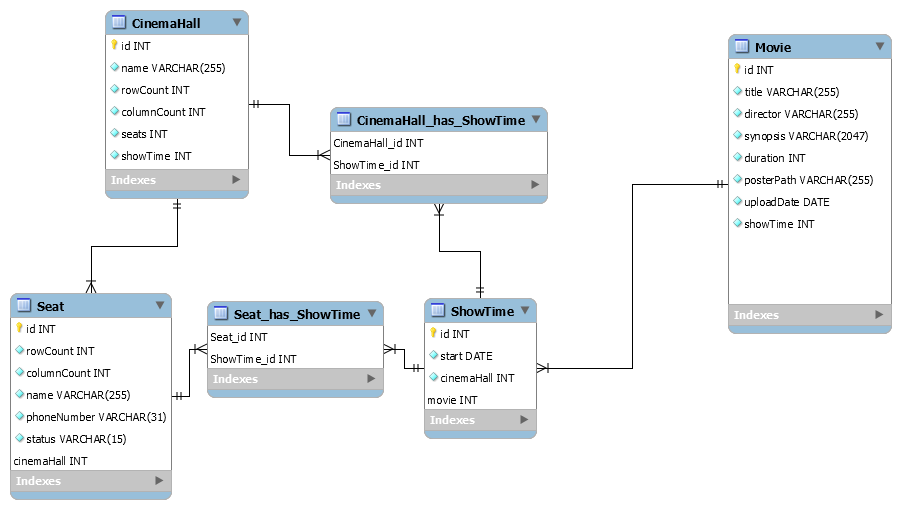 CinemaHall
id INT
name VARCHAR(255)
rowCount INT
columnCount INT
seats INT
showTime INT
Indexes
CinemaHall_has_ShowTime
CinemaHall_id INT
ShowTime_id INT
Indexes
Movie
id INT
title VARCHAR(255)
director VARCHAR(255)
synopsis VARCHAR(2047)
duration INT
posterPath VARCHAR(255)
uploadDate DATE
showTime INT
Indexes
Seat
id INT
rowCount INT
columnCount INT
name VARCHAR(255)
phoneNumber VARCHAR(31)
status VARCHAR(15)
cinemaHall INT
Indexes
Seat_has_ShowTime
Seat_id INT
ShowTime_id INT
Indexes
ShowTime
id INT
start DATE
cinemaHall INT
movie INT
Indexes